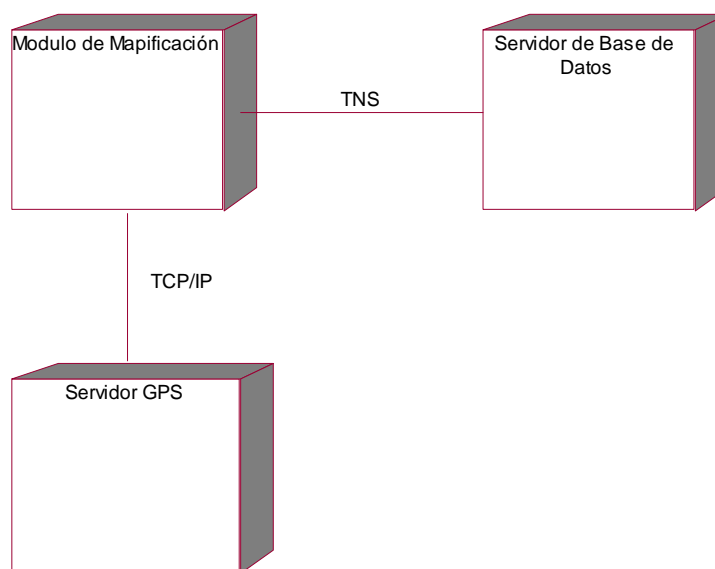 Modulo de Mapificación
Servidor de Base de
Datos
TNS
TCP/IP
Servidor GPS